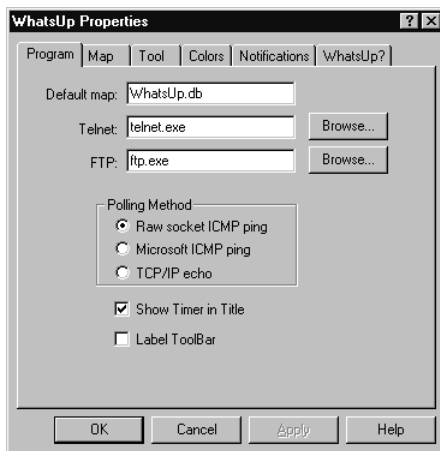 WhatsUp Properties
Program Map Tool Colors Notifications WhatsUp?
Default map: WhatsUp.db
Telnet: telnet.exe Browse...
FTP: ftp.exe Browse...
Polling Method
Raw socket ICMP ping
Microsoft ICMP ping
TCP/IP echo
Show Timer in Title
Label ToolBar
OK Cancel Apply Help